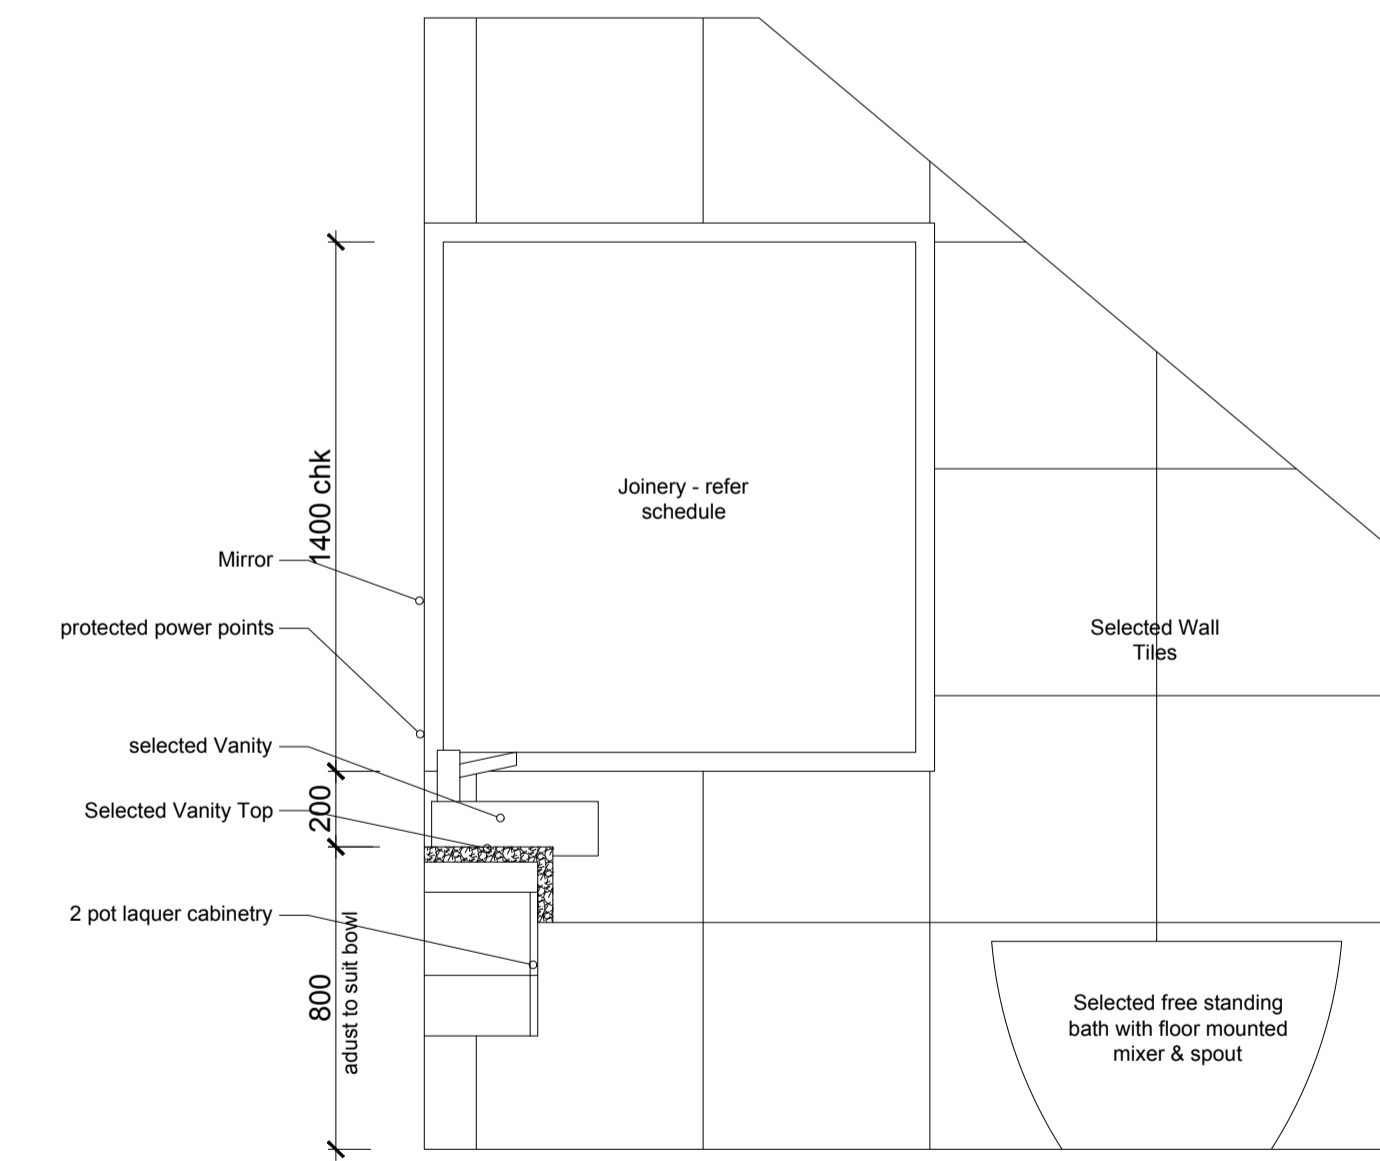 1400 chk
Joinery - refer
schedule
Mirror
protected power points
Selected Wall
Tiles
selected Vanity
200
Selected Vanity Top
2 pot laquer cabinetry
800
adust to suit bowl
Selected free standing
bath with floor mounted
mixer & spout